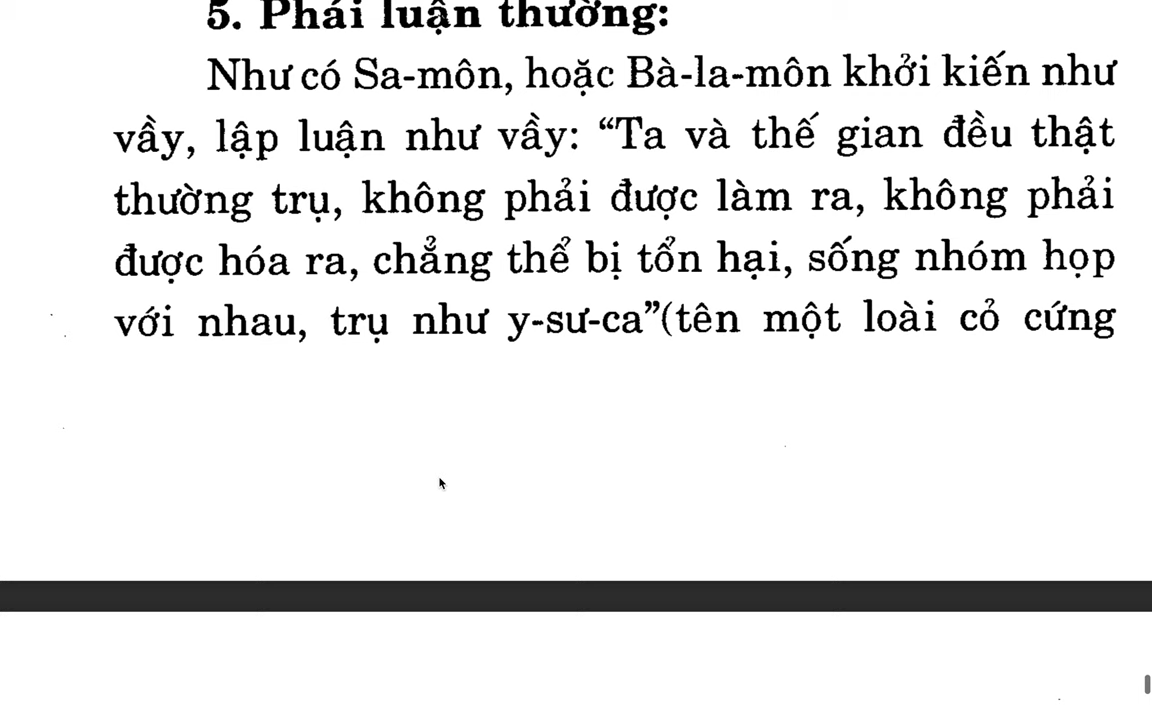 5. Phái luận thường:
Như có Sa-môn, hoặc Bà-la-môn khởi kiến như
vầy, lập luận như vầy: “Ta và thế gian đều thật
thường trụ, không phải được làm ra, không phải
được hóa ra, chẳng thể bị tổn hại, sống nhóm họp
với nhau, trụ như y-sư-ca”(tên một loài cỏ cứng